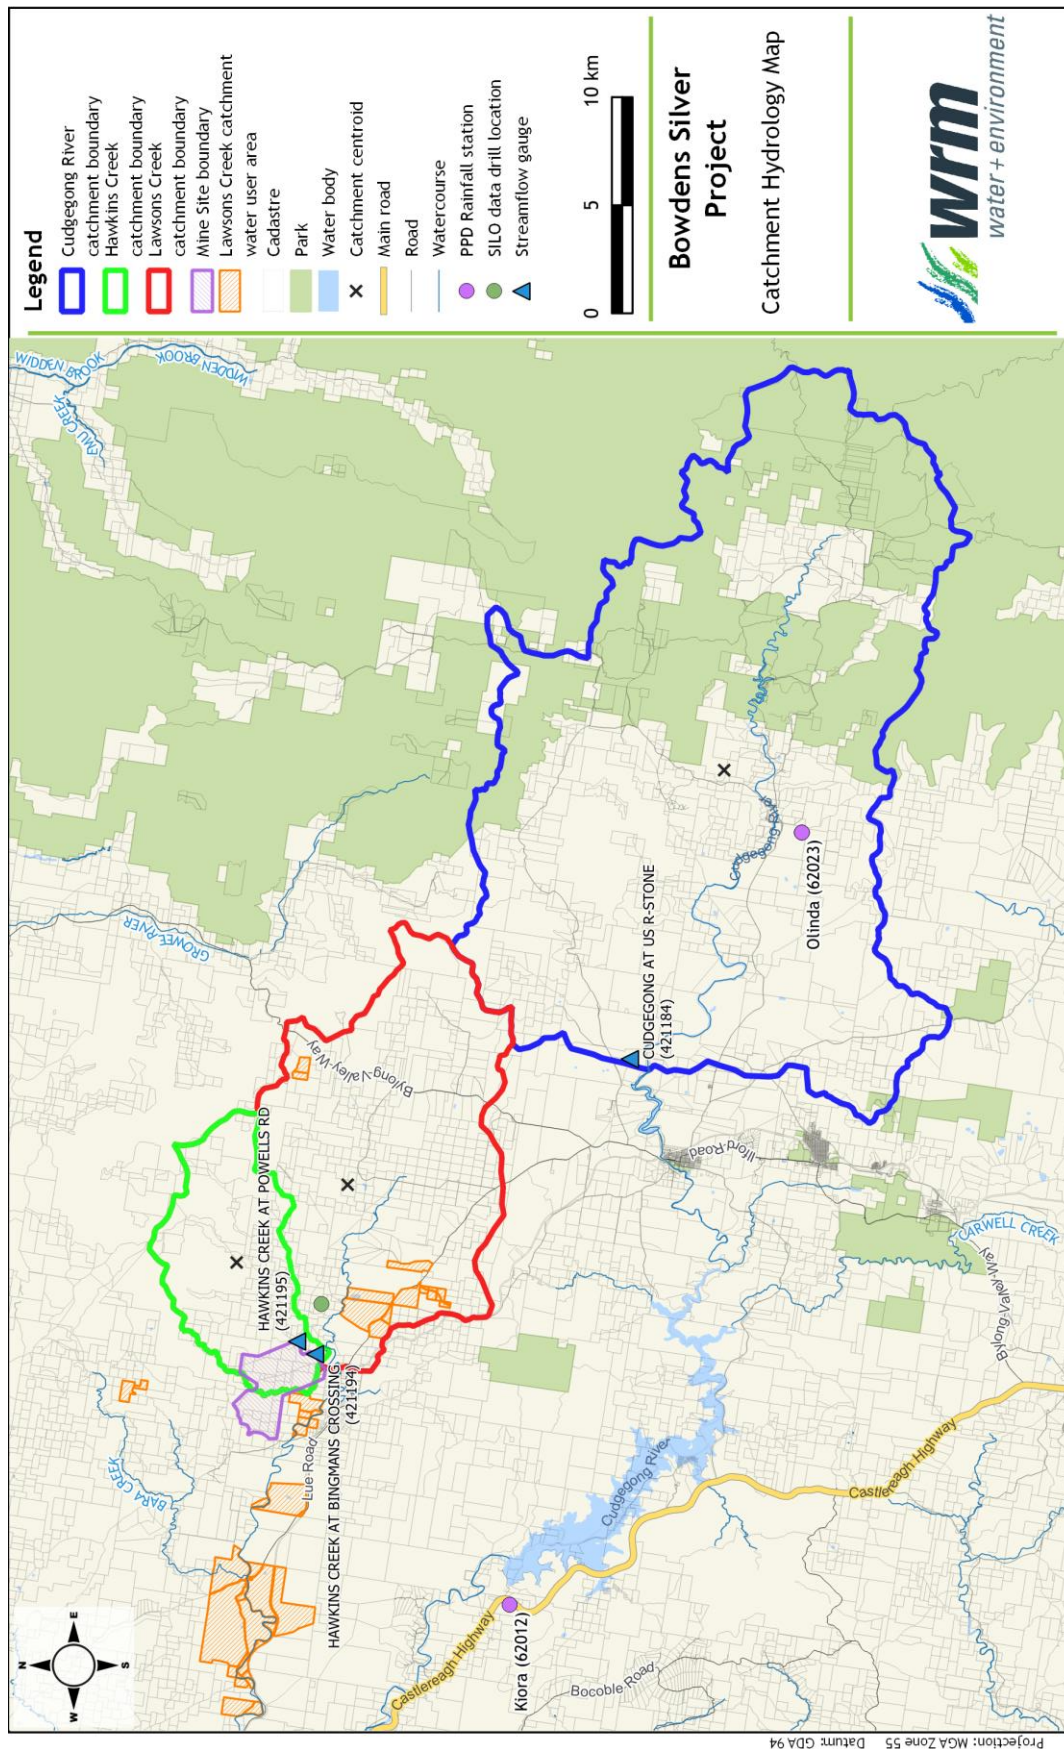 Legend
Cudgegong River
catchment boundary
Hawkins Creek
catchment boundary
Lawsons Creek
catchment boundary
Mine Site boundary
Lawsons Creek catchment
water user area
Cadastre
Park
Water body
Catchment centroid
Main road
Road
Watercourse
PPD Rainfall station
SILO data drill location
Streamflow gauge
0 5 10 km
Bowdens Silver
Project
Catchment Hydrology Map
wrm
water + environment
N
W E
S
WIDDEN BROOK
WIDDEN BROOK
EMU CREEK
GROWEE RIVER
BARA CREEK
Bylong Valley Way
HAWKINS CREEK AT POWELLS RD
(421195)
HAWKINS CREEK AT BINGMANS CROSSING
(421194)
Lue Road
CUDGEGONG AT US R-STONE
(421184)
Cudgegong River
Olinda (62023)
Ilford Road
CARWELL CREEK
Bylong Valley Way
Cudgegong River
Castlereagh Highway
Castlereagh Highway
Kiora (62012)
Bocoble Road
Projection: MGA Zone 55 Datum: GDA 94